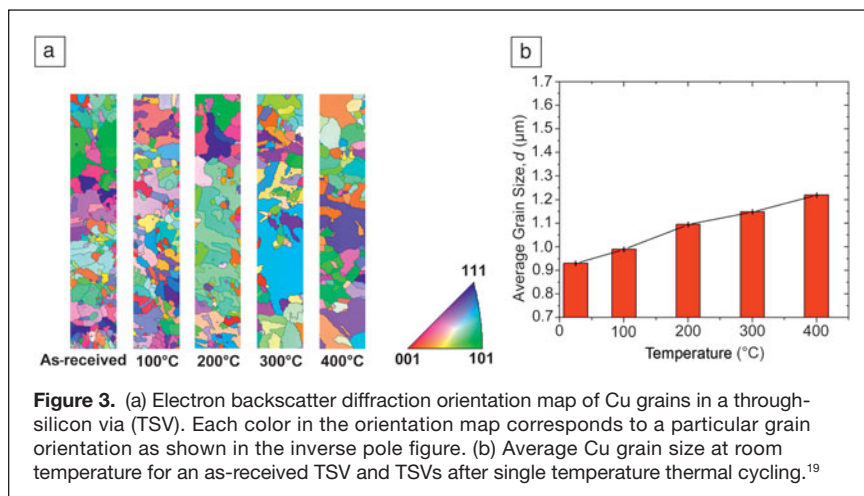 a
As-received 100°C 200°C 300°C 400°C
111
001 101
b
1.7
1.6
1.5
1.4
1.3
1.2
1.1
1.0
0.9
0.8
0.7
Average Grain Size, d (μm)
0 100 200 300 400
Temperature (°C)
Figure 3. (a) Electron backscatter diffraction orientation map of Cu grains in a through-
silicon via (TSV). Each color in the orientation map corresponds to a particular grain
orientation as shown in the inverse pole figure. (b) Average Cu grain size at room
temperature for an as-received TSV and TSVs after single temperature thermal cycling.¹⁹